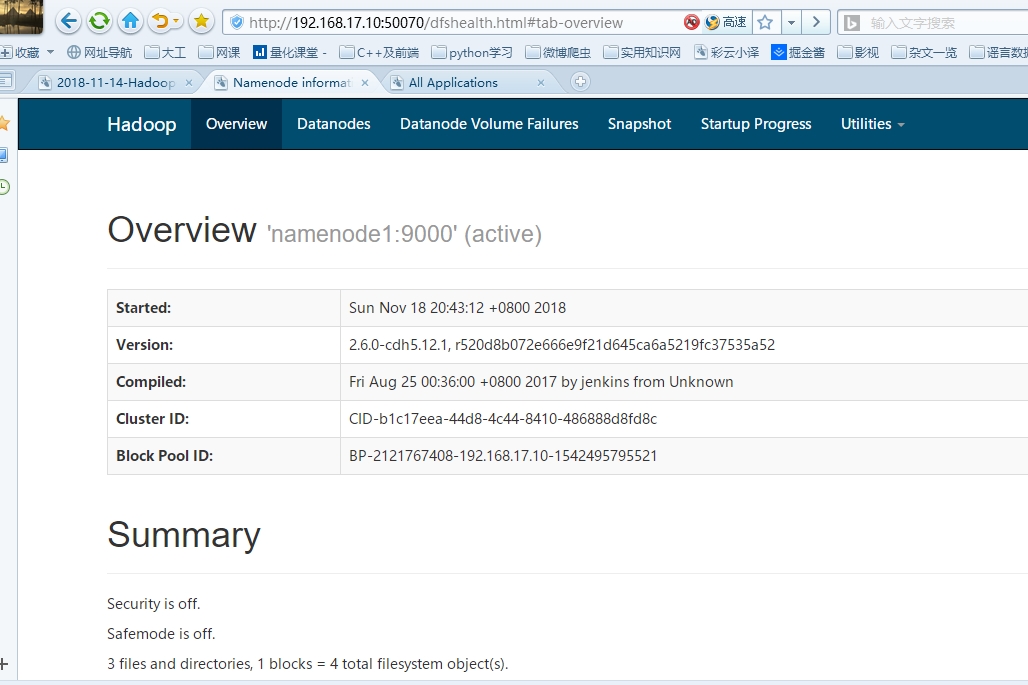 http://192.168.17.10:50070/dfshealth.html#tab-overview 高速 输入文字搜索
收藏 网址导航 大工 网课 量化课堂 - C++及前端 python学习 微博爬虫 实用知识网 彩云小译 掘金酱 影视 杂文一览 谣言数据
2018-11-14-Hadoop Namenode informat All Applications
Hadoop Overview Datanodes Datanode Volume Failures Snapshot Startup Progress Utilities
Overview 'namenode1:9000' (active)
Started: Sun Nov 18 20:43:12 +0800 2018
Version: 2.6.0-cdh5.12.1, r520d8b072e666e9f21d645ca6a5219fc37535a52
Compiled: Fri Aug 25 00:36:00 +0800 2017 by jenkins from Unknown
Cluster ID: CID-b1c17eea-44d8-4c44-8410-486888d8fd8c
Block Pool ID: BP-2121767408-192.168.17.10-1542495795521
Summary
Security is off.
Safemode is off.
3 files and directories, 1 blocks = 4 total filesystem object(s).